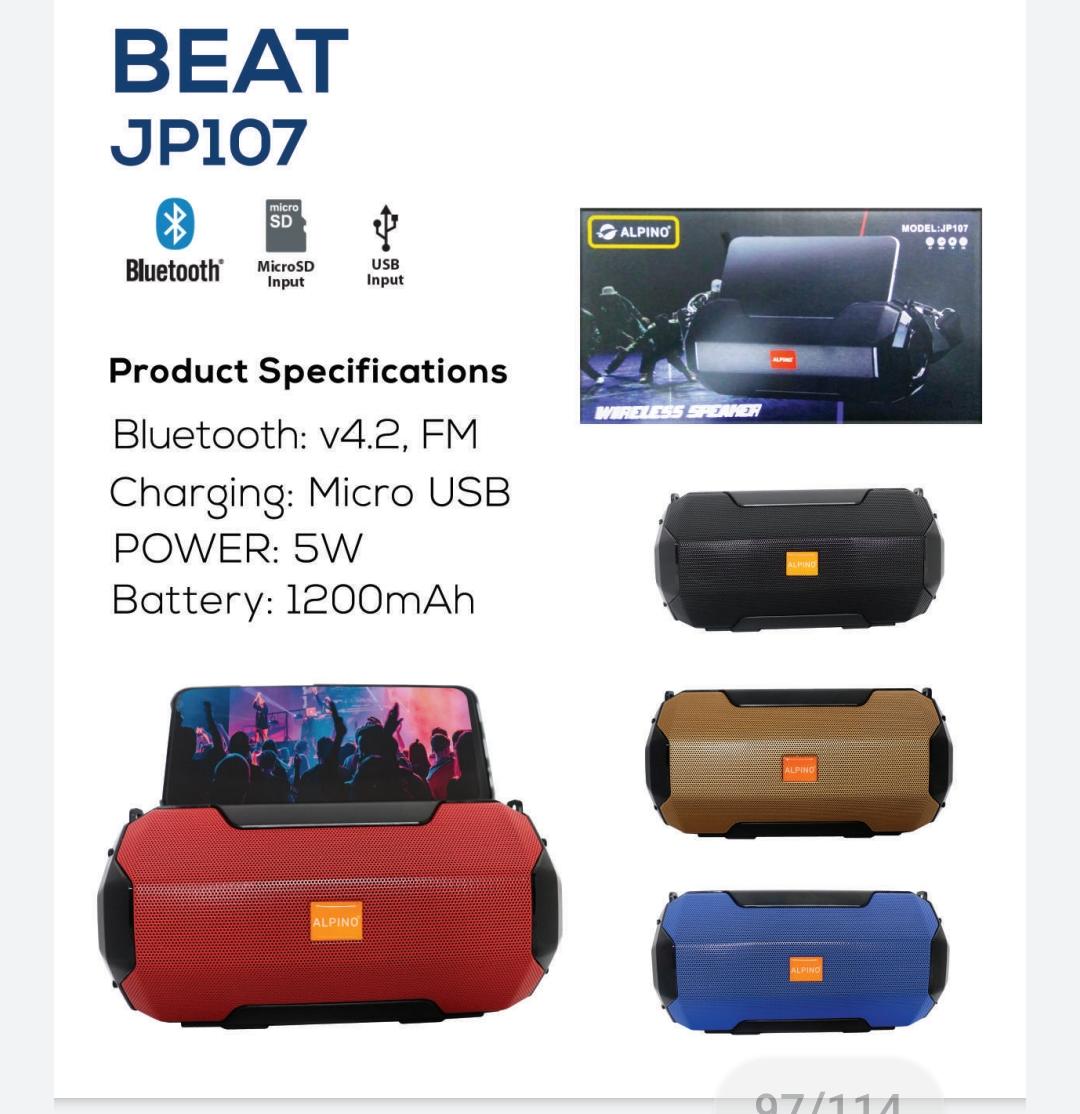 BEAT
JP107
Bluetooth®
micro
SD
MicroSD
Input
USB
Input
ALPINO®
MODEL:JP107
ALPINO
WIRELESS SPEAKER
Product Specifications
Bluetooth: v4.2, FM
Charging: Micro USB
POWER: 5W
Battery: 1200mAh
ALPINO
ALPINO
ALPINO
ALPINO
97/114